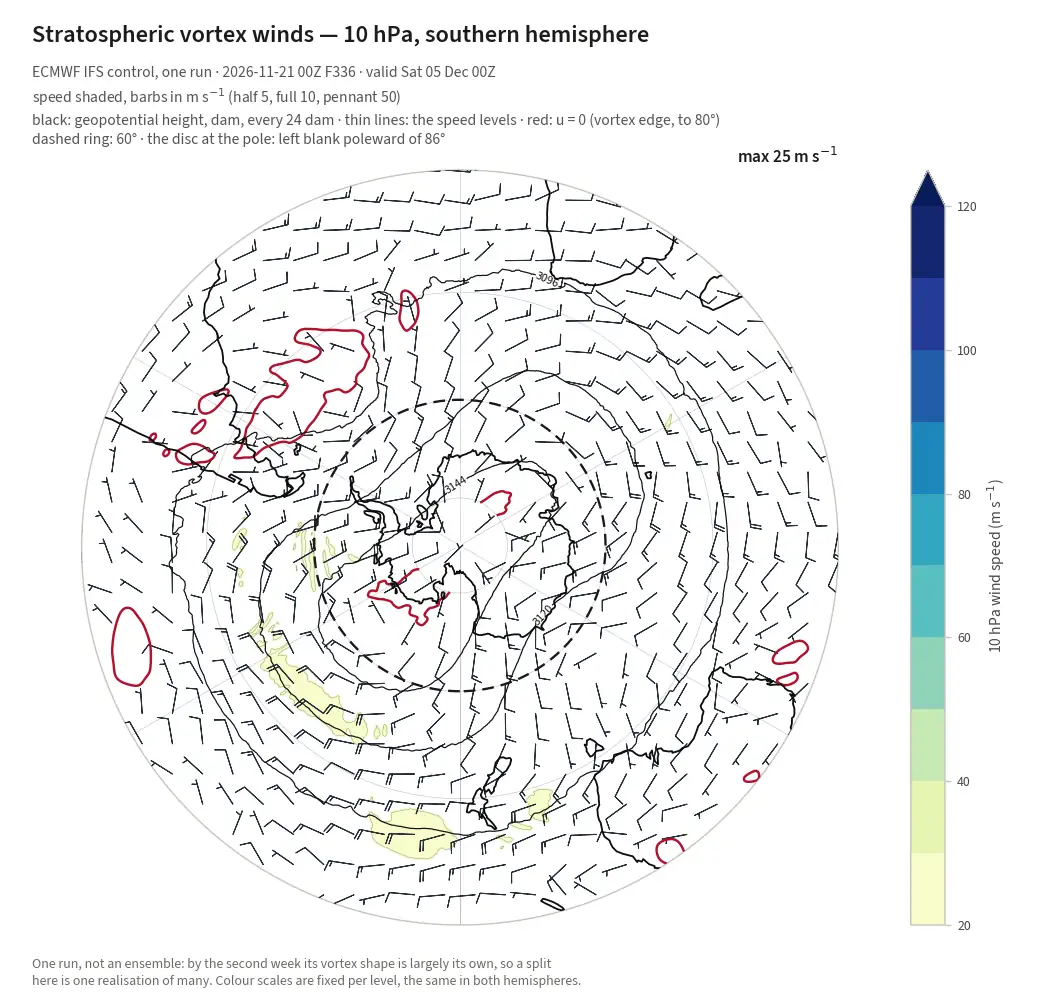 Stratospheric vortex winds — 10 hPa, southern hemisphere
ECMWF IFS control, one run · 2026-11-21 00Z F336 · valid Sat 05 Dec 00Z
speed shaded, barbs in m s⁻¹ (half 5, full 10, pennant 50)
black: geopotential height, dam, every 24 dam · thin lines: the speed levels · red: u = 0 (vortex edge, to 80°)
dashed ring: 60° · the disc at the pole: left blank poleward of 86°
max 25 m s⁻¹
3096
3144
3120
120
100
80
60
40
20
10 hPa wind speed (m s⁻¹)
One run, not an ensemble: by the second week its vortex shape is largely its own, so a split
here is one realisation of many. Colour scales are fixed per level, the same in both hemispheres.